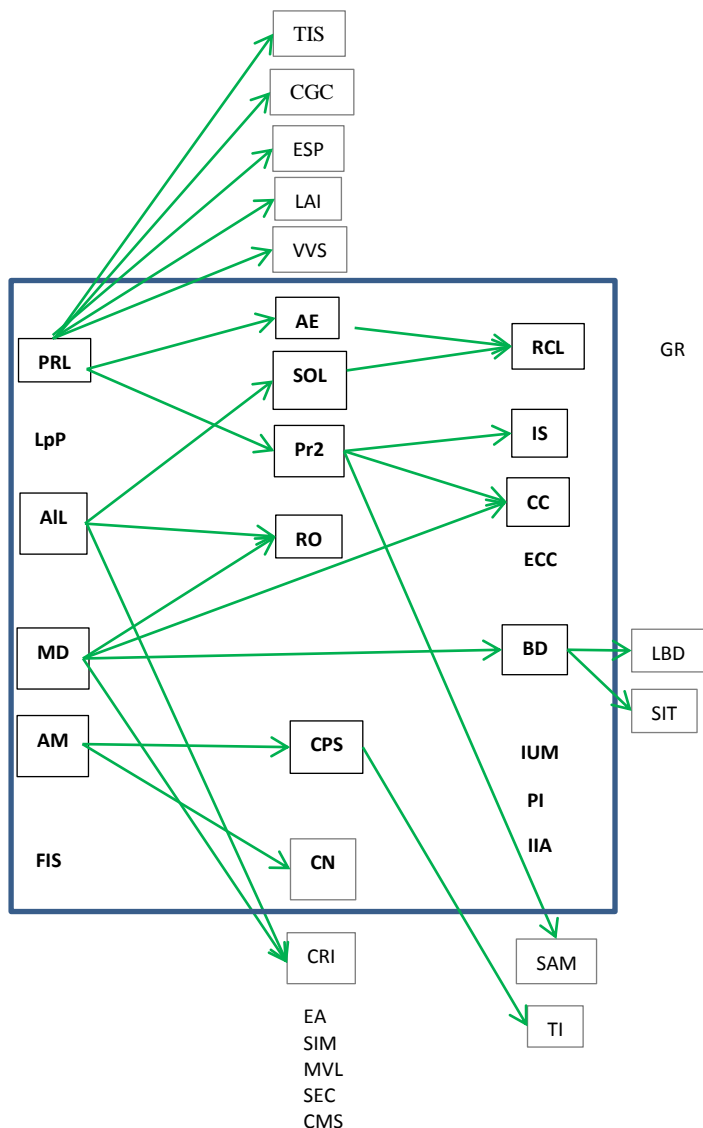 TIS
CGC
ESP
LAI
VVS
AE
PRL
RCL
GR
SOL
LpP
Pr2
IS
AlL
CC
RO
ECC
MD
BD
LBD
SIT
AM
CPS
IUM
PI
FIS
CN
IIA
CRI
SAM
EA
TI
SIM
MVL
SEC
CMS